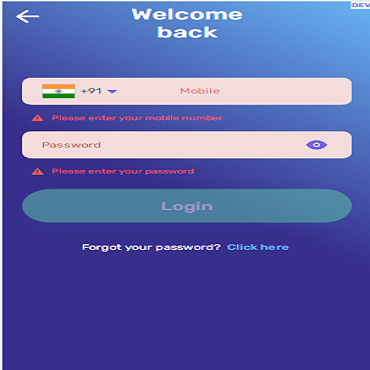 DEV
Welcome
back
+91 Mobile
Please enter your mobile number
Password
Please enter your password
Login
Forgot your password? Click here